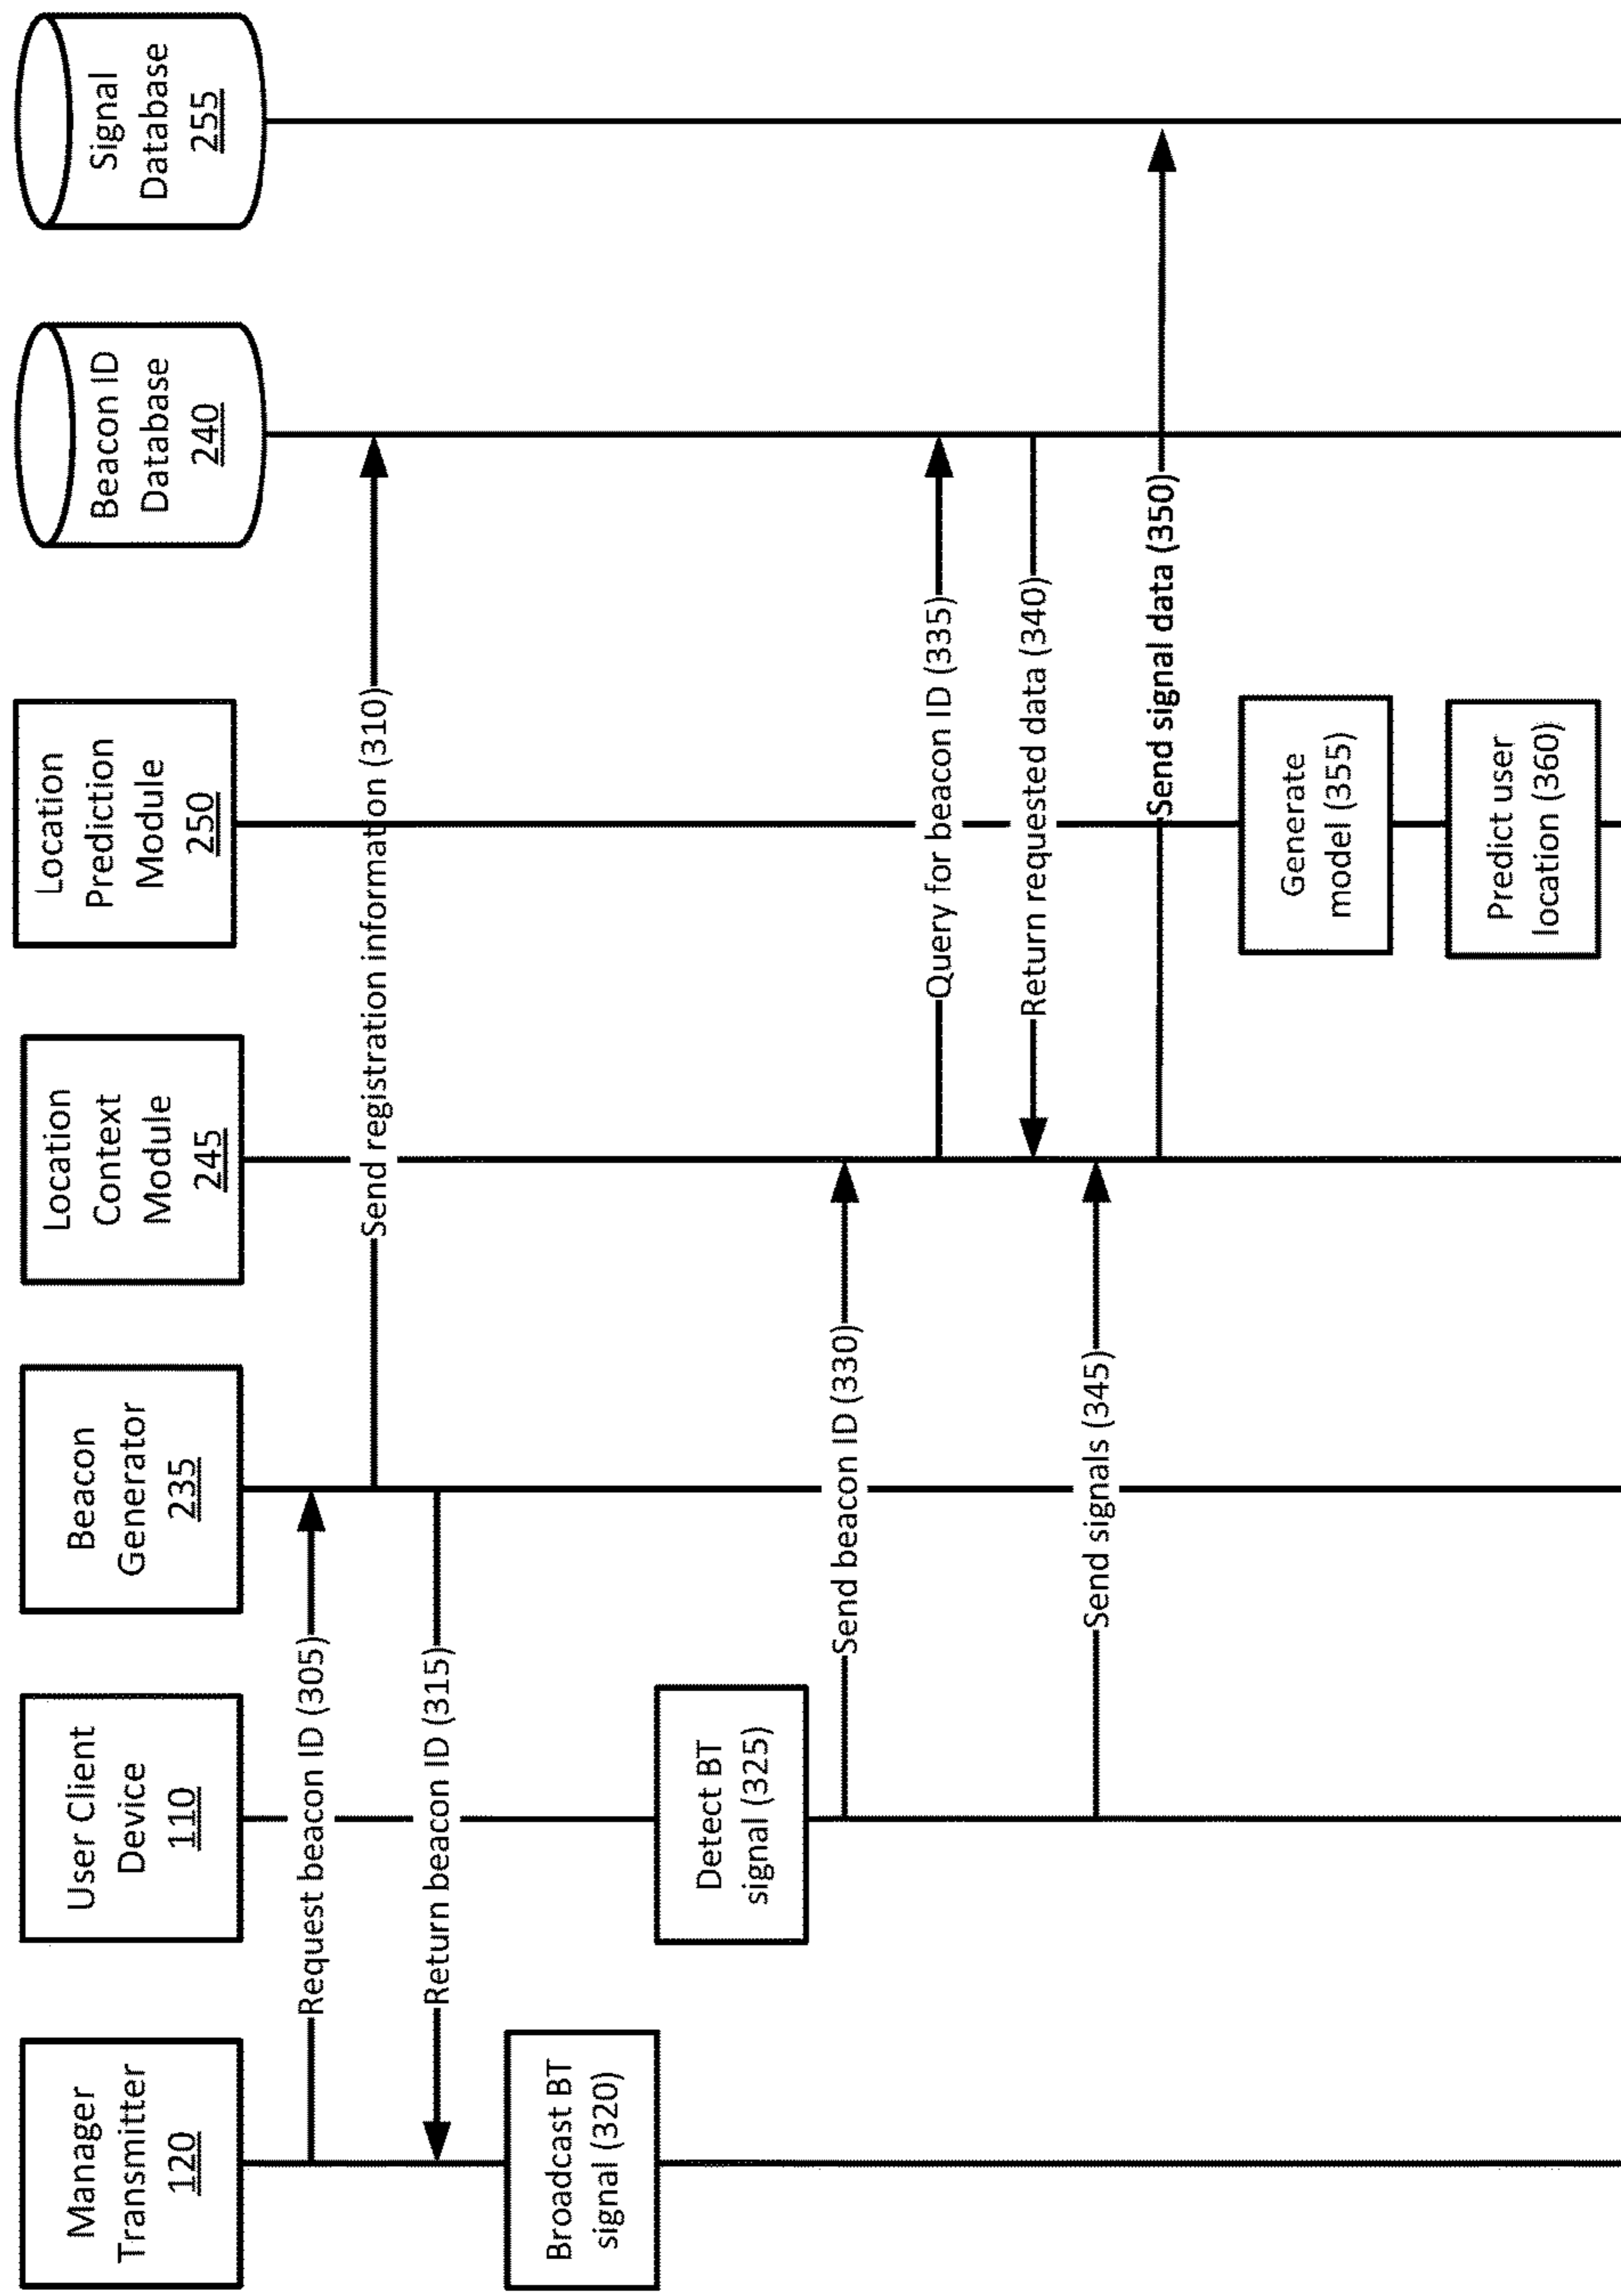 Manager
Transmitter
120
User Client
Device
110
Beacon
Generator
235
Location
Context
Module
245
Location
Prediction
Module
250
Beacon ID
Database
240
Signal
Database
255
Request beacon ID (305)
Send registration information (310)
Return beacon ID (315)
Broadcast BT
signal (320)
Detect BT
signal (325)
Send beacon ID (330)
Query for beacon ID (335)
Return requested data (340)
Send signals (345)
Send signal data (350)
Generate
model (355)
Predict user
location (360)